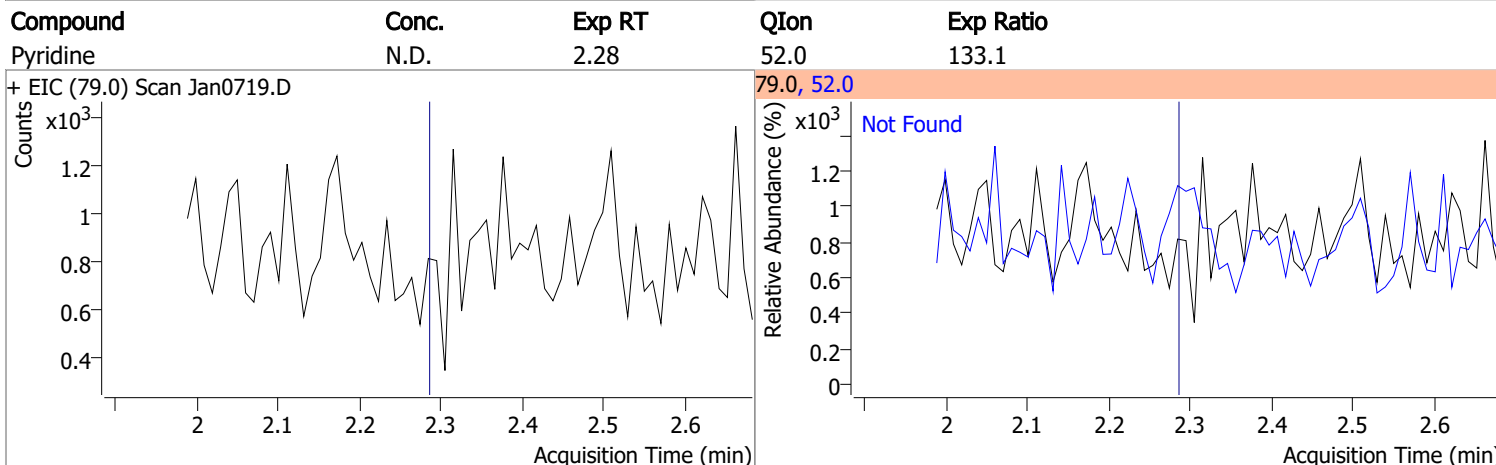 Compound Conc. Exp RT QIon Exp Ratio
Pyridine N.D. 2.28 52.0 133.1
+ EIC (79.0) Scan Jan0719.D
Counts
x10³
1.2
1
0.8
0.6
0.4
2 2.1 2.2 2.3 2.4 2.5 2.6
Acquisition Time (min)
79.0, 52.0
Relative Abundance (%)
x10³
Not Found
1.2
1
0.8
0.6
0.4
0.2
0
2 2.1 2.2 2.3 2.4 2.5 2.6
Acquisition Time (min)